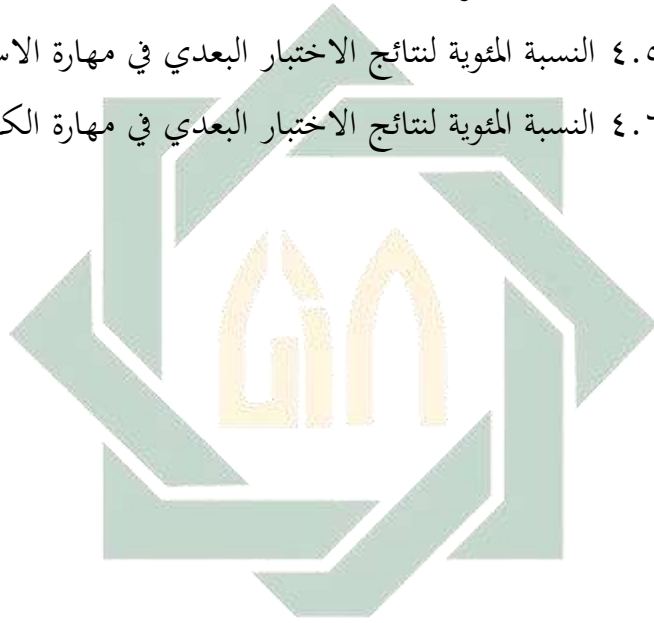 ٤.٥ النسبة المئوية لنتائج الاختبار البعدي في مهارة
٤.٦ النسبة المئوية لنتائج الاختبار البعدي في مهارة